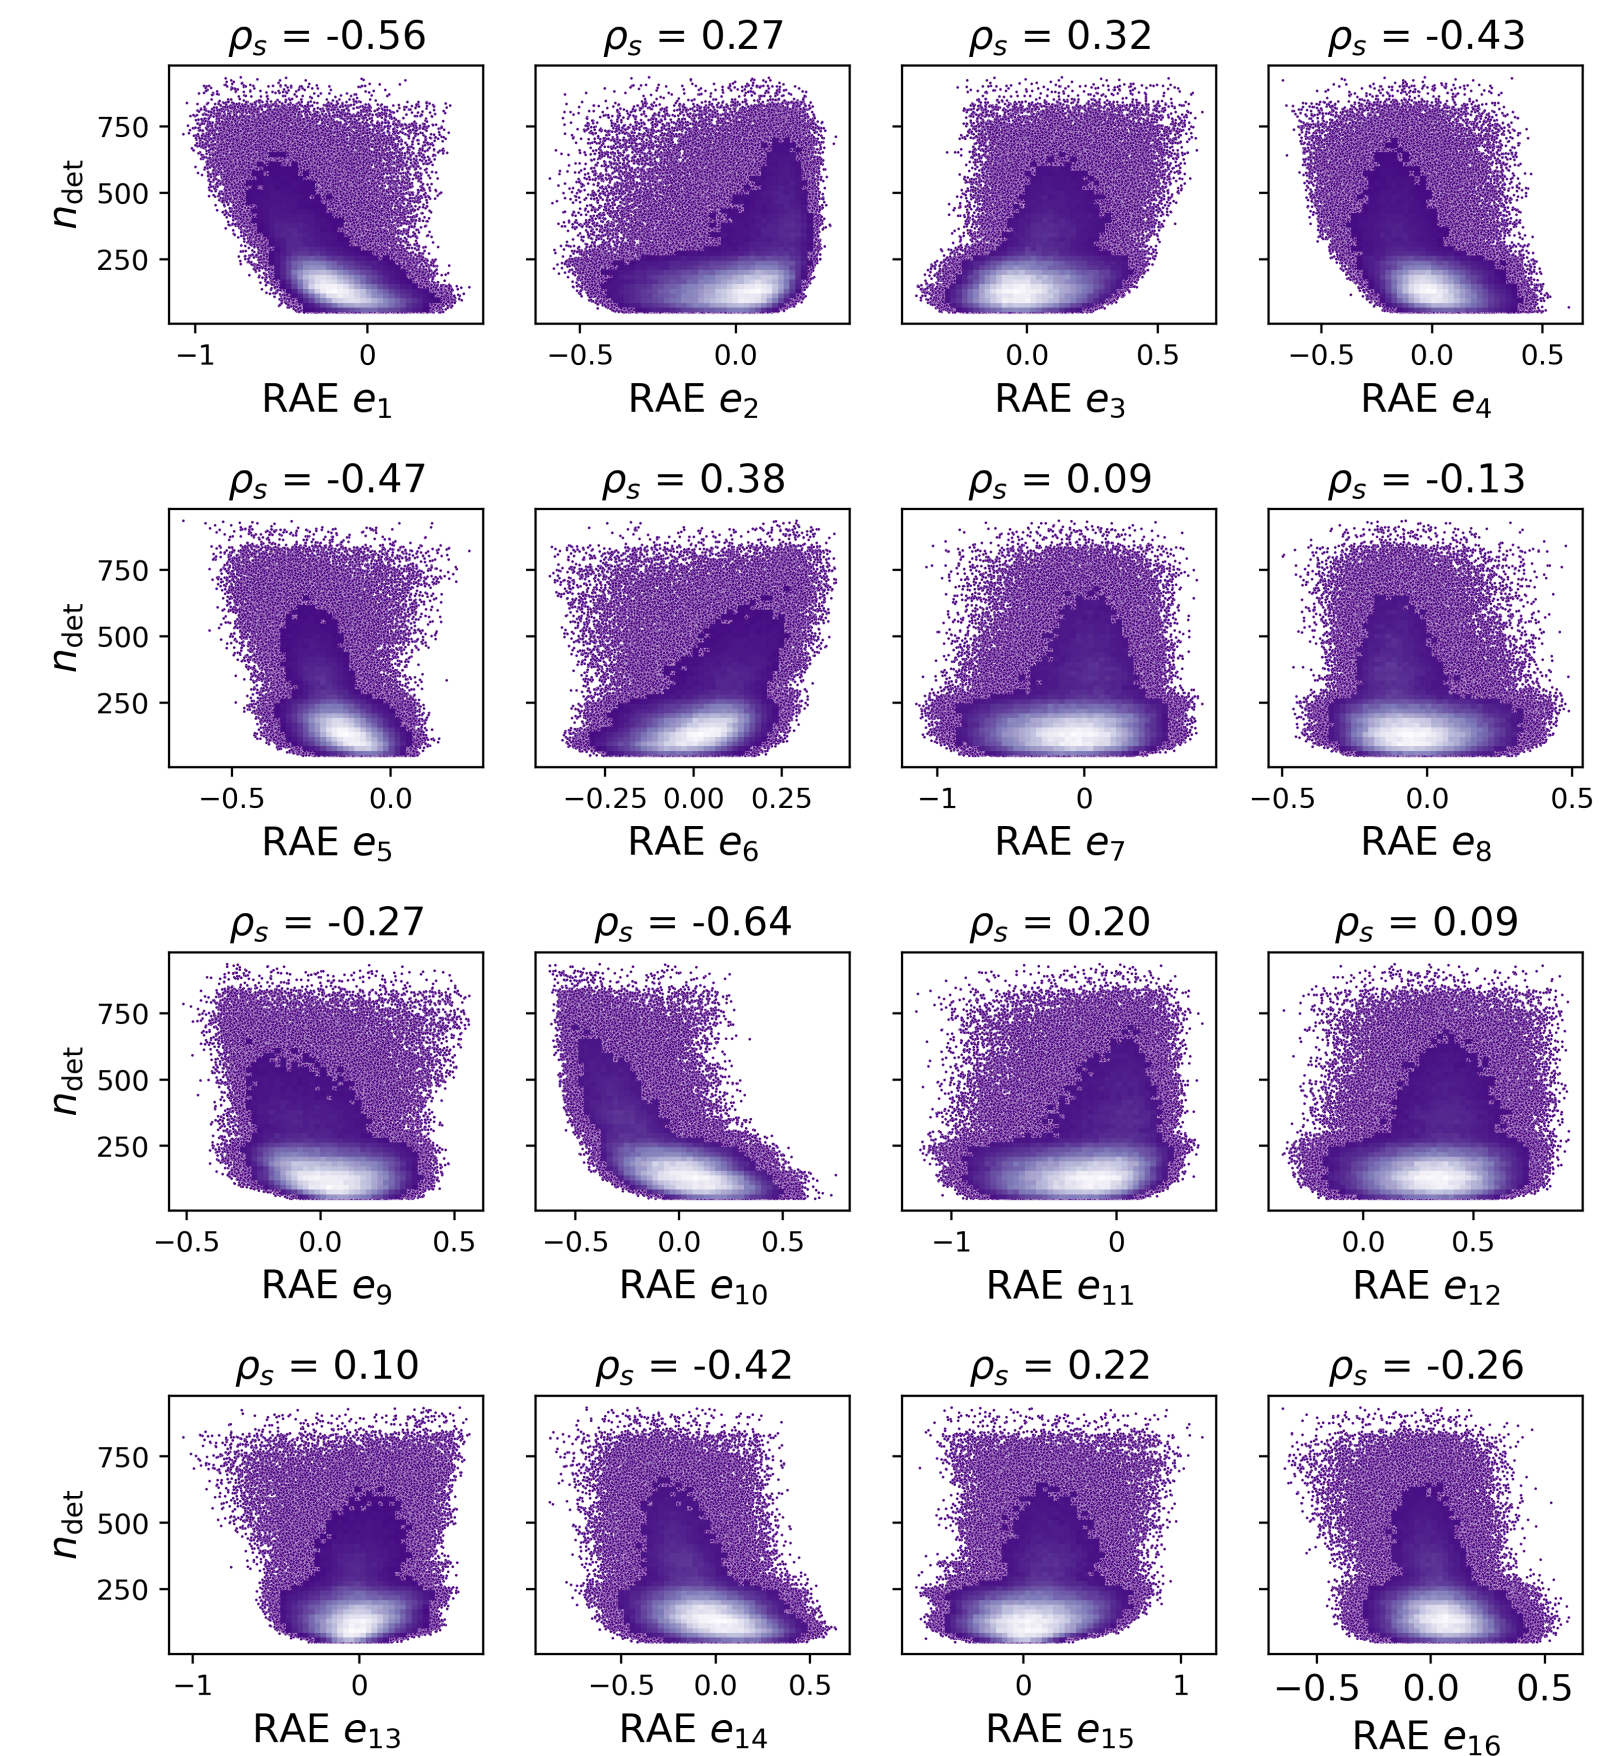 ρs = -0.56 ρs = 0.27 ρs = 0.32 ρs = -0.43
750
500
250
ndet
−1 0 −0.5 0.0 0.0 0.5 −0.5 0.0 0.5
RAE e1 RAE e2 RAE e3 RAE e4
ρs = -0.47 ρs = 0.38 ρs = 0.09 ρs = -0.13
750
500
250
ndet
−0.5 0.0 −0.25 0.00 0.25 −1 0 −0.5 0.0 0.5
RAE e5 RAE e6 RAE e7 RAE e8
ρs = -0.27 ρs = -0.64 ρs = 0.20 ρs = 0.09
750
500
250
ndet
−0.5 0.0 0.5 −0.5 0.0 0.5 −1 0 0.0 0.5
RAE e9 RAE e10 RAE e11 RAE e12
ρs = 0.10 ρs = -0.42 ρs = 0.22 ρs = -0.26
750
500
250
ndet
−1 0 −0.5 0.0 0.5 0 1 −0.5 0.0 0.5
RAE e13 RAE e14 RAE e15 RAE e16